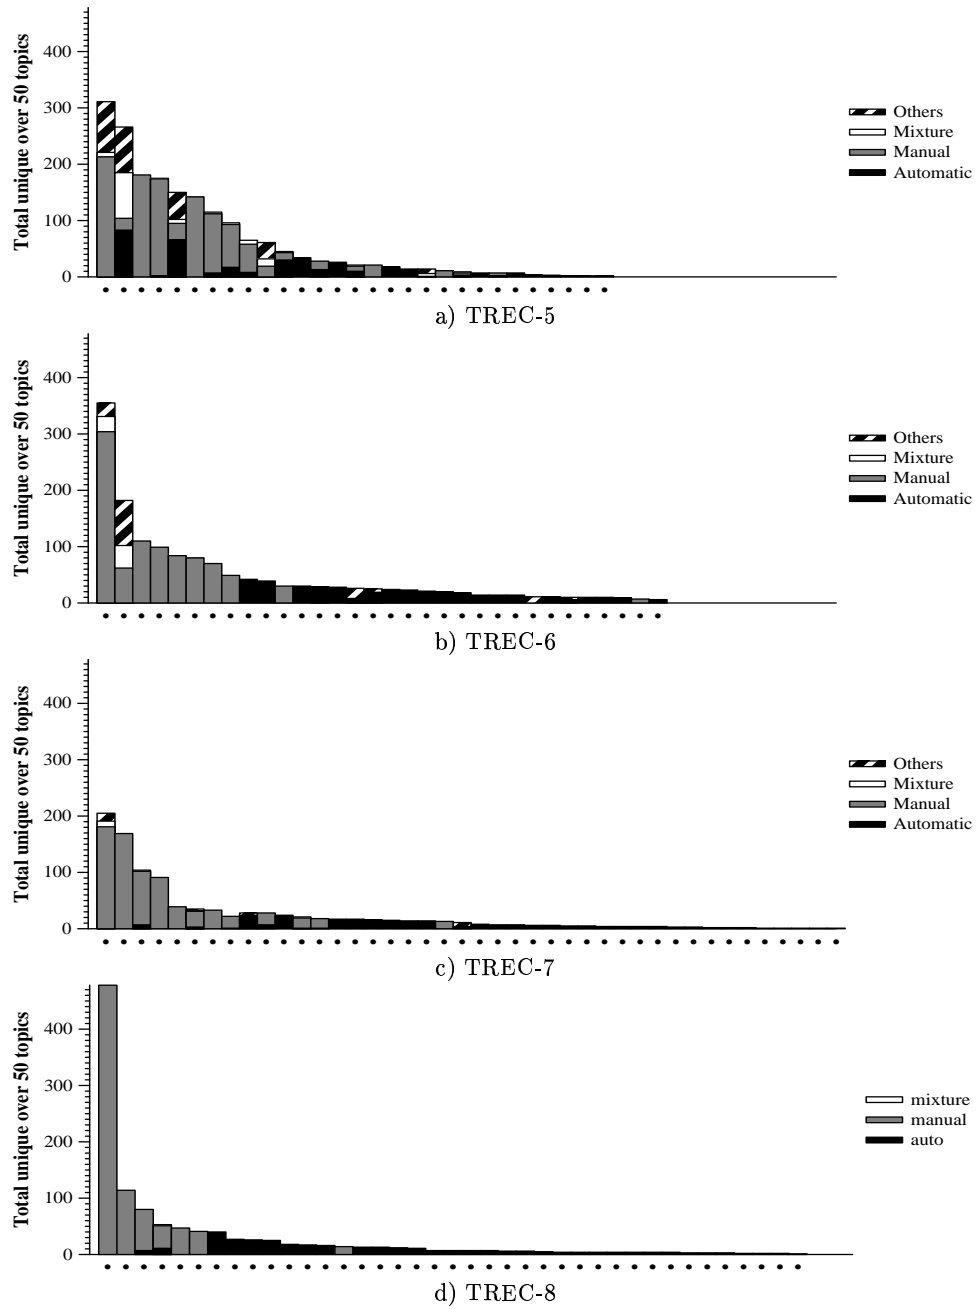 Total unique over 50 topics
400
300
200
100
0
Others
Mixture
Manual
Automatic
a) TREC-5
Total unique over 50 topics
400
300
200
100
0
Others
Mixture
Manual
Automatic
b) TREC-6
Total unique over 50 topics
400
300
200
100
0
Others
Mixture
Manual
Automatic
c) TREC-7
Total unique over 50 topics
400
300
200
100
0
mixture
manual
auto
d) TREC-8